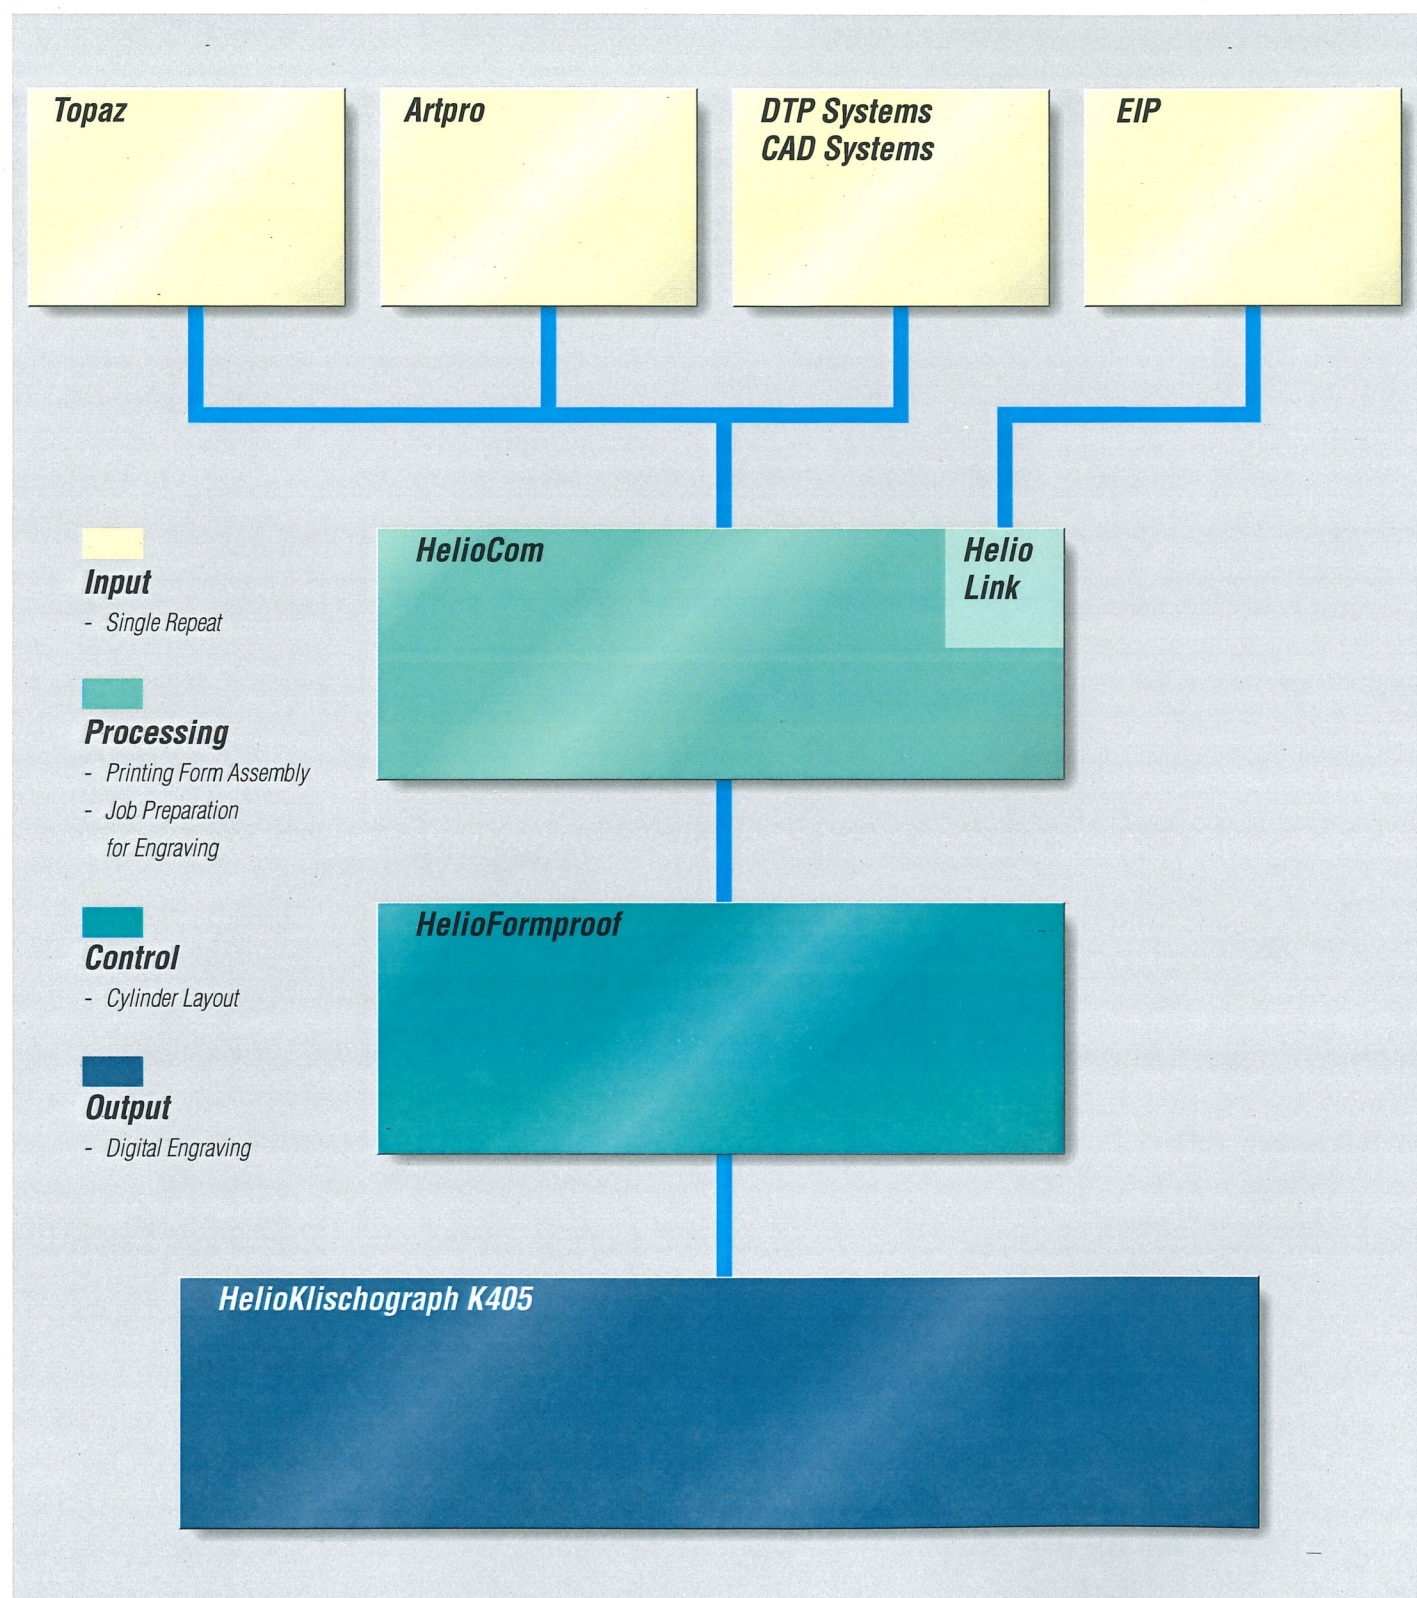 Topaz
Artpro
DTP Systems
CAD Systems
EIP
HelioCom
Helio
Link
Input
- Single Repeat
Processing
- Printing Form Assembly
- Job Preparation
for Engraving
HelioFormproof
Control
- Cylinder Layout
Output
- Digital Engraving
HelioKlischograph K405